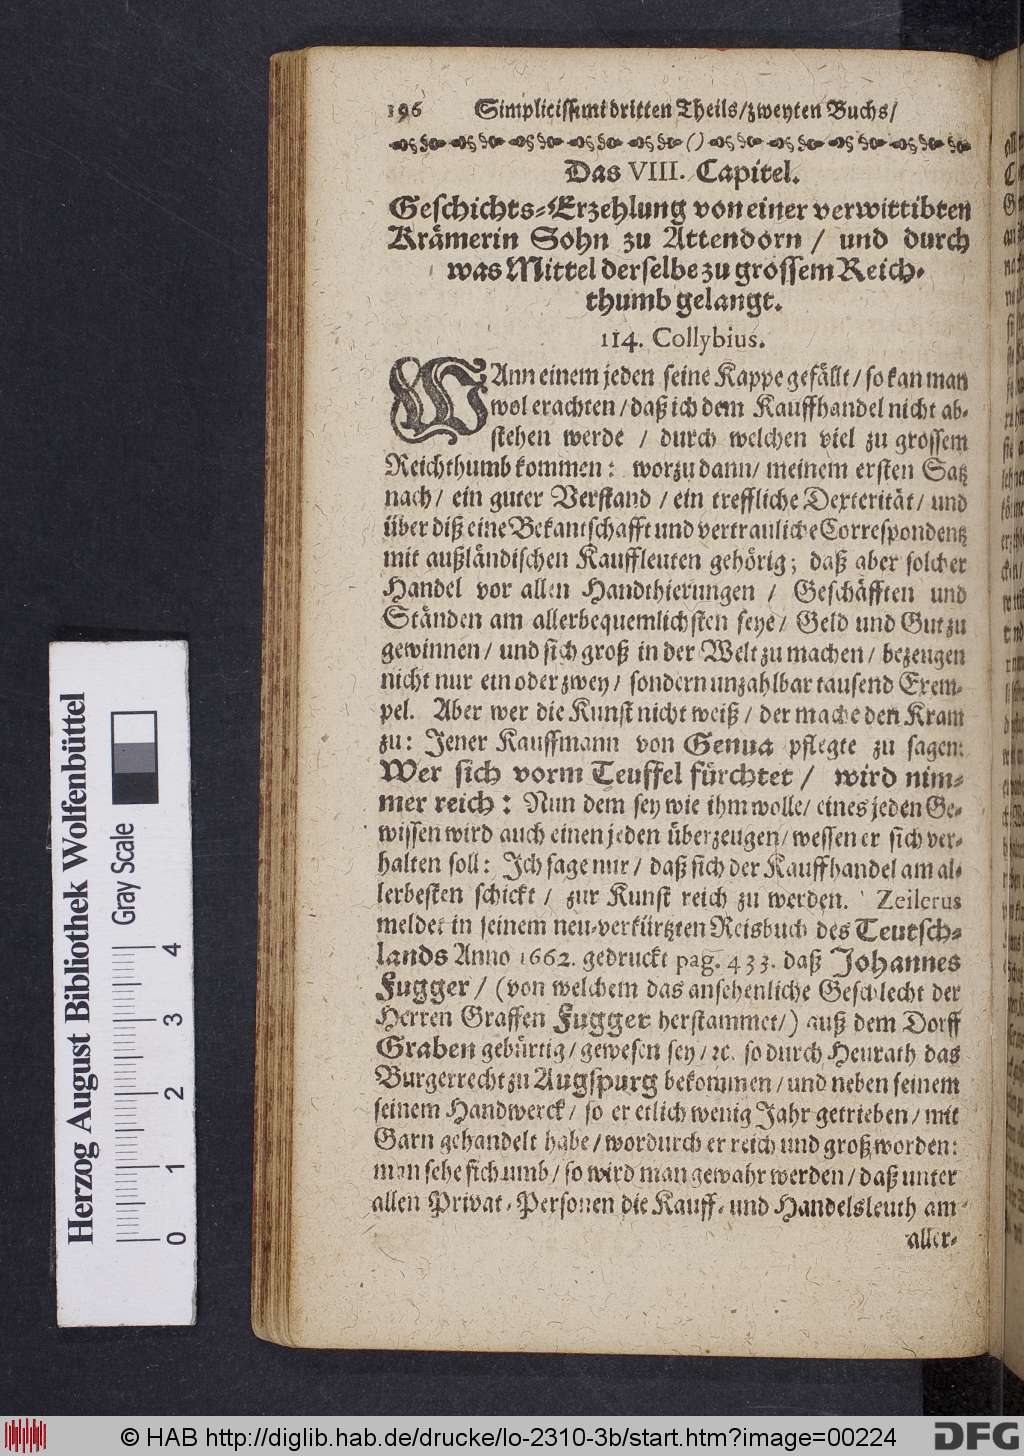 196 Simplicissimi dritten Theils/zweyten Buchs/
Das VIII. Capitel.
Geschichts-Erzehlung von einer verwittibten
Krämerin Sohn zu Attendorn / und durch
was Mittel derselbe zu grossem Reich-
thumb gelangt.
114. Collybius.
WAnn einem jeden seine Kappe gefällt / so kan man
wol erachten / daß ich dem Kauffhandel nicht ab-
stehen werde / durch welchen viel zu grossem
Reichthumb kommen: worzu dann / meinem ersten Satz
nach / ein guter Verstand / ein treffliche Dexterität / und
über diß eine Bekantschafft und vertrauliche Correspondentz
mit außländischen Kauffleuten gehörig; daß aber solcher
Handel vor allen Handthierungen / Geschäfften und
Ständen am allerbequemlichsten seye / Geld und Gut zu
gewinnen / und sich groß in der Welt zu machen / bezeugen
nicht nur ein oder zwey / sondern unzahlbar tausend Exem-
pel. Aber wer die Kunst nicht weiß / der mache den Kram
zu: Jener Kauffmann von Genua pflegte zu sagen:
Wer sich vorm Teuffel fürchtet / wird nim-
mer reich: Nun dem sey wie ihm wolle / eines jeden Ge-
wissen wird auch einen jeden überzeugen / wessen er sich ver-
halten soll: Ich sage nur / daß sich der Kauffhandel am al-
lerbesten schickt / zur Kunst reich zu werden. Zeilerus
meldet in seinem neu-verkürtzten Reisbuch des Teutsch-
lands Anno 1662. gedruckt pag. 433. daß Johannes
Fugger / (von welchem das ansehenliche Geschlecht der
Herren Graffen Fugger herstammet /) auß dem Dorff
Graben gebürtig / gewesen sey / ꝛc. so durch Heurath das
Burgerrecht zu Augspurg bekommen / und neben seinem
seinem Handwerck / so er etlich wenig Jahr getrieben / mit
Garn gehandelt habe / wordurch er reich und groß worden:
man sehe sich umb / so wird man gewahr werden / daß unter
allen Privat-Personen die Kauff- und Handelsleuth am
aller-
Herzog August Bibliothek Wolfenbüttel
Gray Scale
0 1 2 3 4
© HAB http://diglib.hab.de/drucke/lo-2310-3b/start.htm?image=00224
DFG